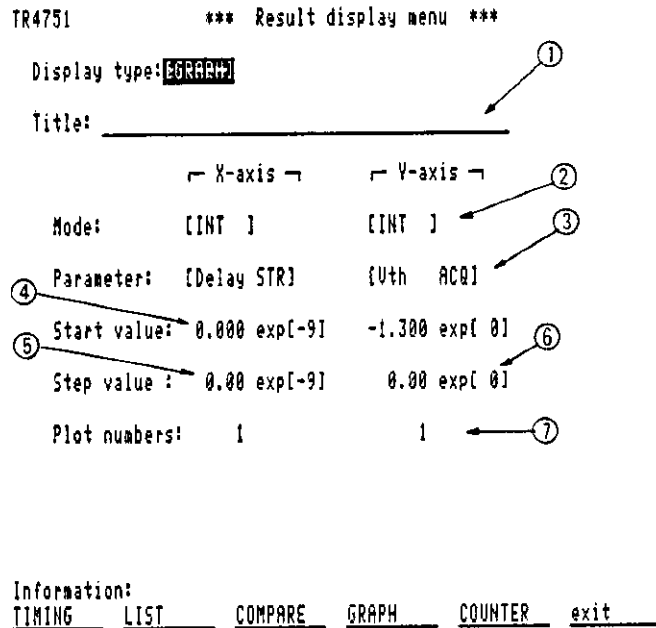 TR4751 *** Result display menu ***
①
Display type:[GRAPH]
Title:
X-axis Y-axis
②
Mode: [INT ] [INT ]
③
Parameter: [Delay STR] [Vth ACQ]
④
Start value: 0.000 exp[-9] -1.300 exp[ 0]
⑤ ⑥
Step value : 0.00 exp[-9] 0.00 exp[ 0]
Plot numbers: 1 1 ⑦
Information:
TIMING LIST COMPARE GRAPH COUNTER exit